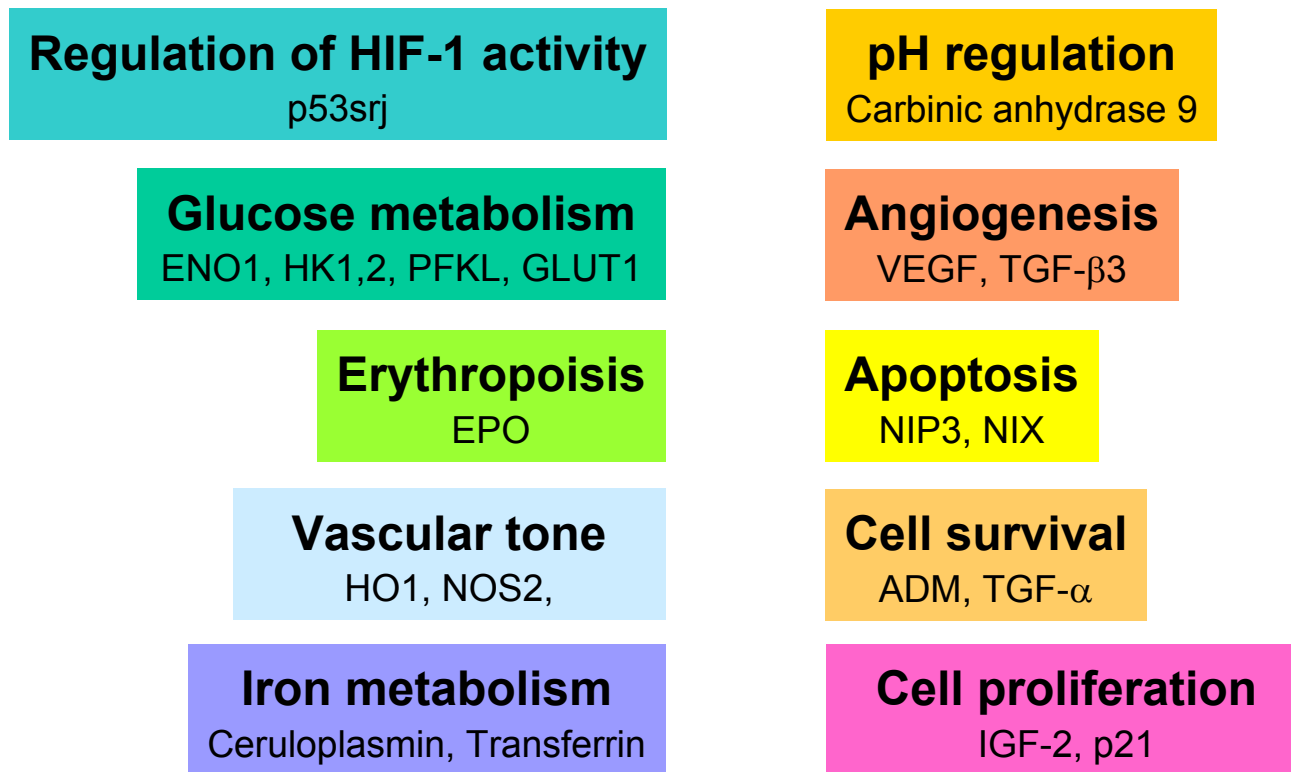 Regulation of HIF-1 activity
p53srj
Glucose metabolism
ENO1, HK1,2, PFKL, GLUT1
Erythropoisis
EPO
Vascular tone
HO1, NOS2,
Iron metabolism
Ceruloplasmin, Transferrin
pH regulation
Carbinic anhydrase 9
Angiogenesis
VEGF, TGF-β3
Apoptosis
NIP3, NIX
Cell survival
ADM, TGF-α
Cell proliferation
IGF-2, p21